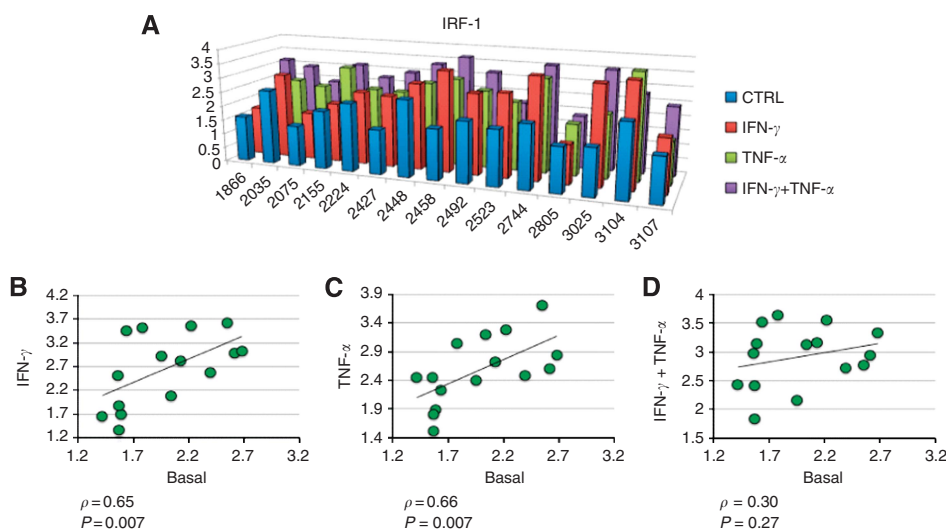 A
IRF-1
4
3.5
3
2.5
2
1.5
1
0.5
0
1866
2035
2075
2155
2224
2427
2448
2458
2492
2523
2744
2805
3025
3104
3107
CTRL
IFN-γ
TNF-α
IFN-γ+TNF-α
B
IFN-γ
4.2
3.7
3.2
2.7
2.2
1.7
1.2
1.2 1.7 2.2 2.7 3.2
Basal
ρ=0.65
P=0.007
C
TNF-α
3.9
3.4
2.9
2.4
1.9
1.4
1.2 1.7 2.2 2.7 3.2
Basal
ρ=0.66
P=0.007
D
IFN-γ + TNF-α
4
3.5
3
2.5
2
1.5
1.2 1.7 2.2 2.7 3.2
Basal
ρ = 0.30
P = 0.27